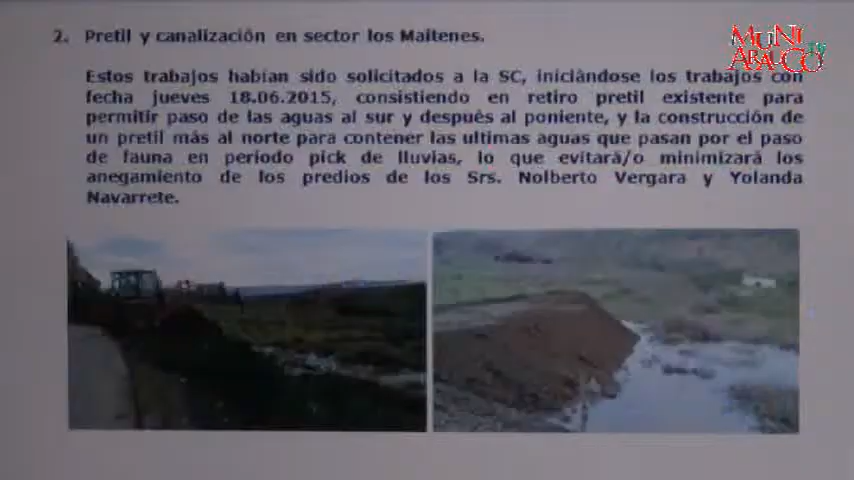 MUNI TV
ARAUCO
2. Pretil y canalización en sector los Maitenes.
Estos trabajos habían sido solicitados a la SC, iniciándose los trabajos con
fecha jueves 18.06.2015, consistiendo en retiro pretil existente para
permitir paso de las aguas al sur y después al poniente, y la construcción de
un pretil más al norte para contener las ultimas aguas que pasan por el paso
de fauna en periodo pick de lluvias, lo que evitará/o minimizará los
anegamiento de los predios de los Srs. Nolberto Vergara y Yolanda
Navarrete.